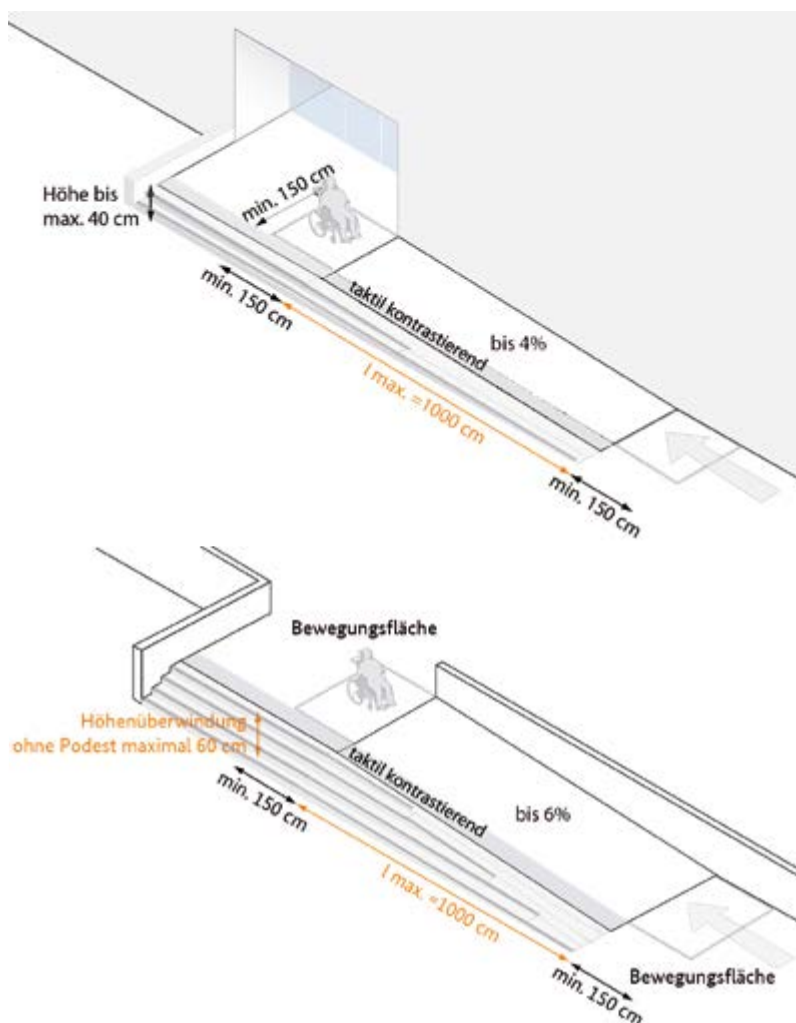 Höhe bis
max. 40 cm
min. 150 cm
min. 150 cm
taktil kontrastierend
bis 4%
l max. =1000 cm
min. 150 cm
Bewegungsfläche
Höhenüberwindung
ohne Podest maximal 60 cm
taktil kontrastierend
min. 150 cm
bis 6%
l max. =1000 cm
Bewegungsfläche
min. 150 cm